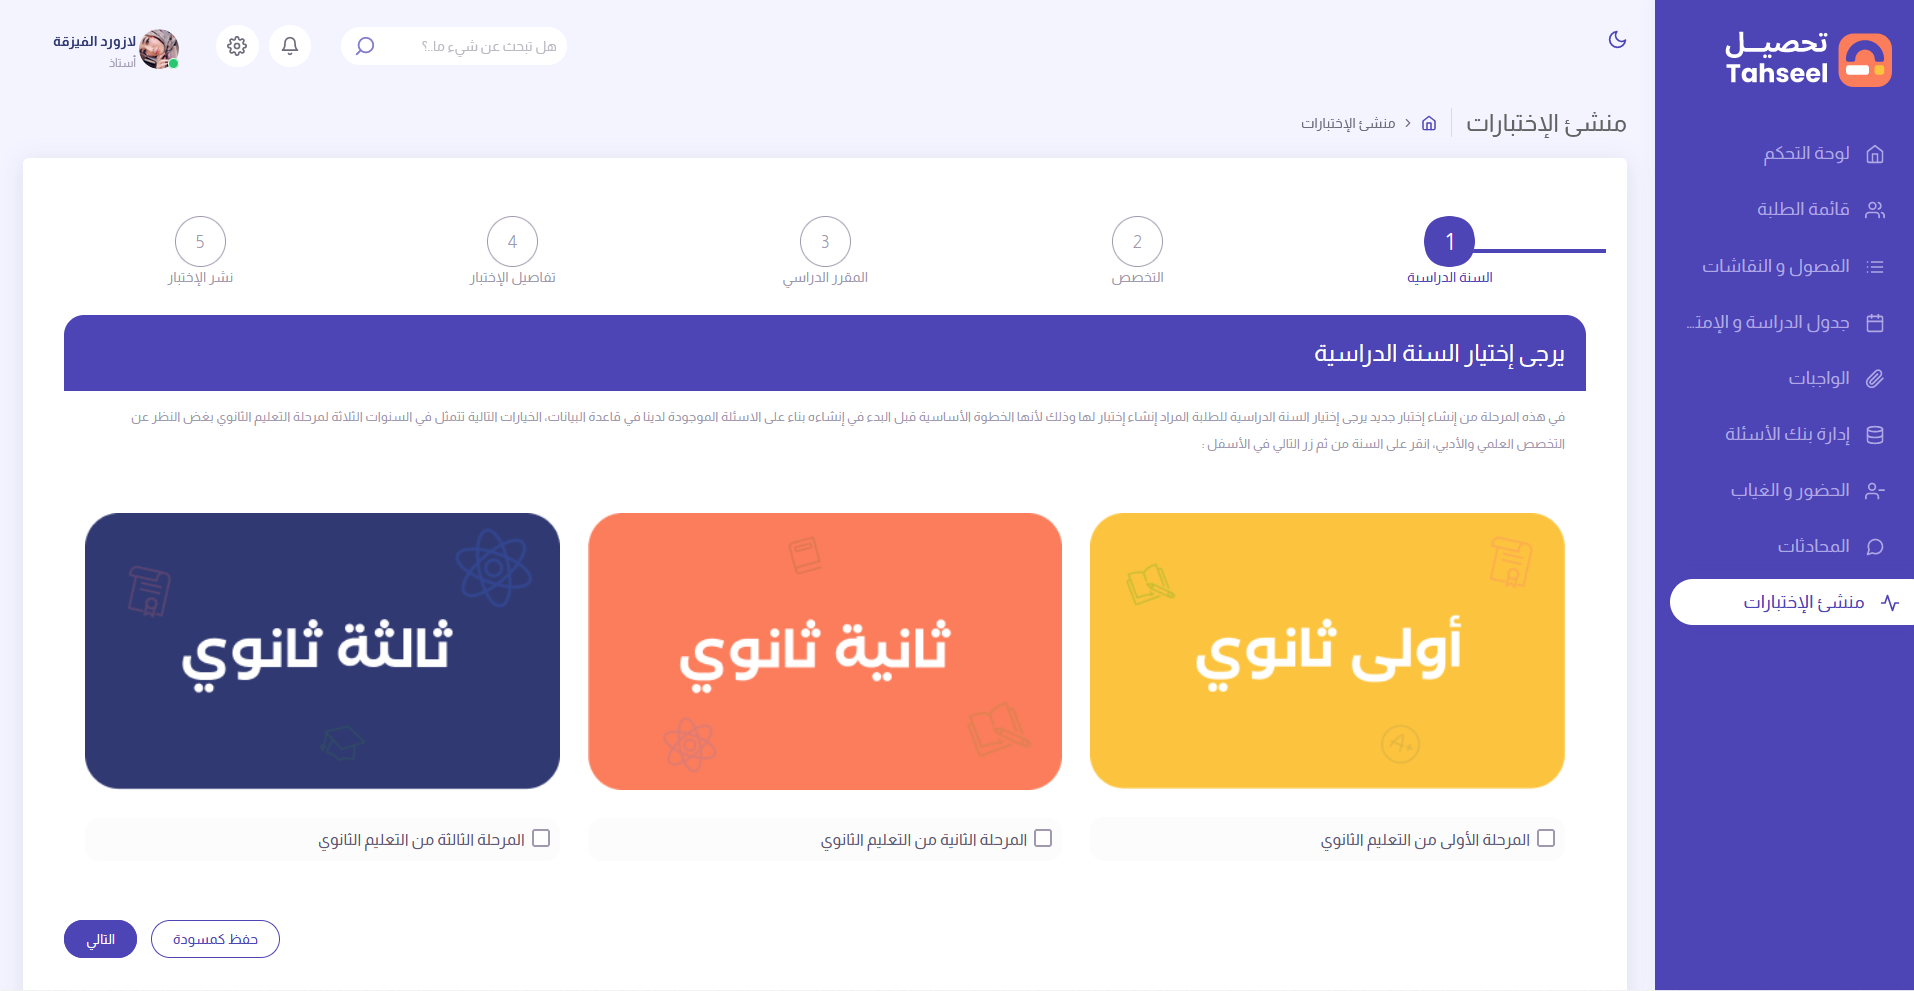 تحصيل
Tahseel
لوحة التحكم
قائمة الطلبة
الفصول و النقاشات
جدول الدراسة و الإمتـ...
الواجبات
إدارة بنك الأسئلة
الحضور و الغياب
المحادثات
منشئ الإختبارات
هل تبحث عن شيء ما..؟
لازورد الفيزقة
أستاذ
منشئ الإختبارات
منشئ الإختبارات
1
السنة الدراسية
2
التخصص
3
المقرر الدراسي
4
تفاصيل الإختبار
5
نشر الإختبار
يرجى إختيار السنة الدراسية
في هذه المرحلة من إنشاء إختبار جديد يرجى إختيار السنة الدراسية للطلبة المراد إنشاء إختبار لها وذلك لأنها الخطوة الأساسية قبل البدء في إنشاءه بناء على الاسئلة الموجودة لدينا في قاعدة البيانات، الخيارات التالية تتمثل في السنوات الثلاثة لمرحلة التعليم الثانوي بغض النظر عن
التخصص العلمي والأدبي، انقر على السنة من ثم زر التالي في الأسفل :
أولى ثانوي
A+
ثانية ثانوي
ثالثة ثانوي
المرحلة الأولى من التعليم الثانوي
المرحلة الثانية من التعليم الثانوي
المرحلة الثالثة من التعليم الثانوي
حفظ كمسودة
التالي